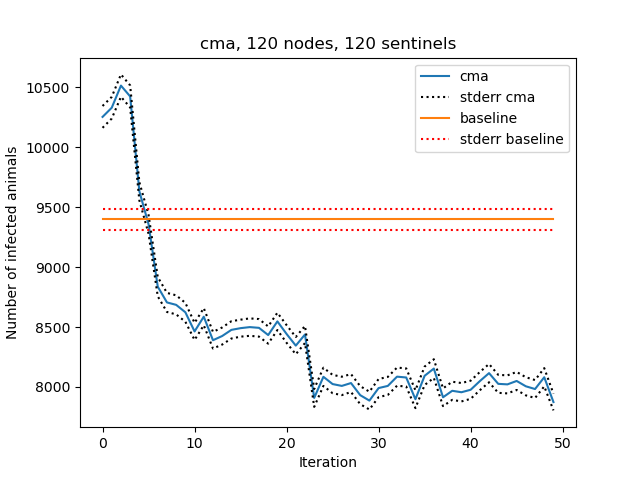 cma, 120 nodes, 120 sentinels
cma
stderr cma
baseline
stderr baseline
Number of infected animals
10500
10000
9500
9000
8500
8000
0 10 20 30 40 50
Iteration